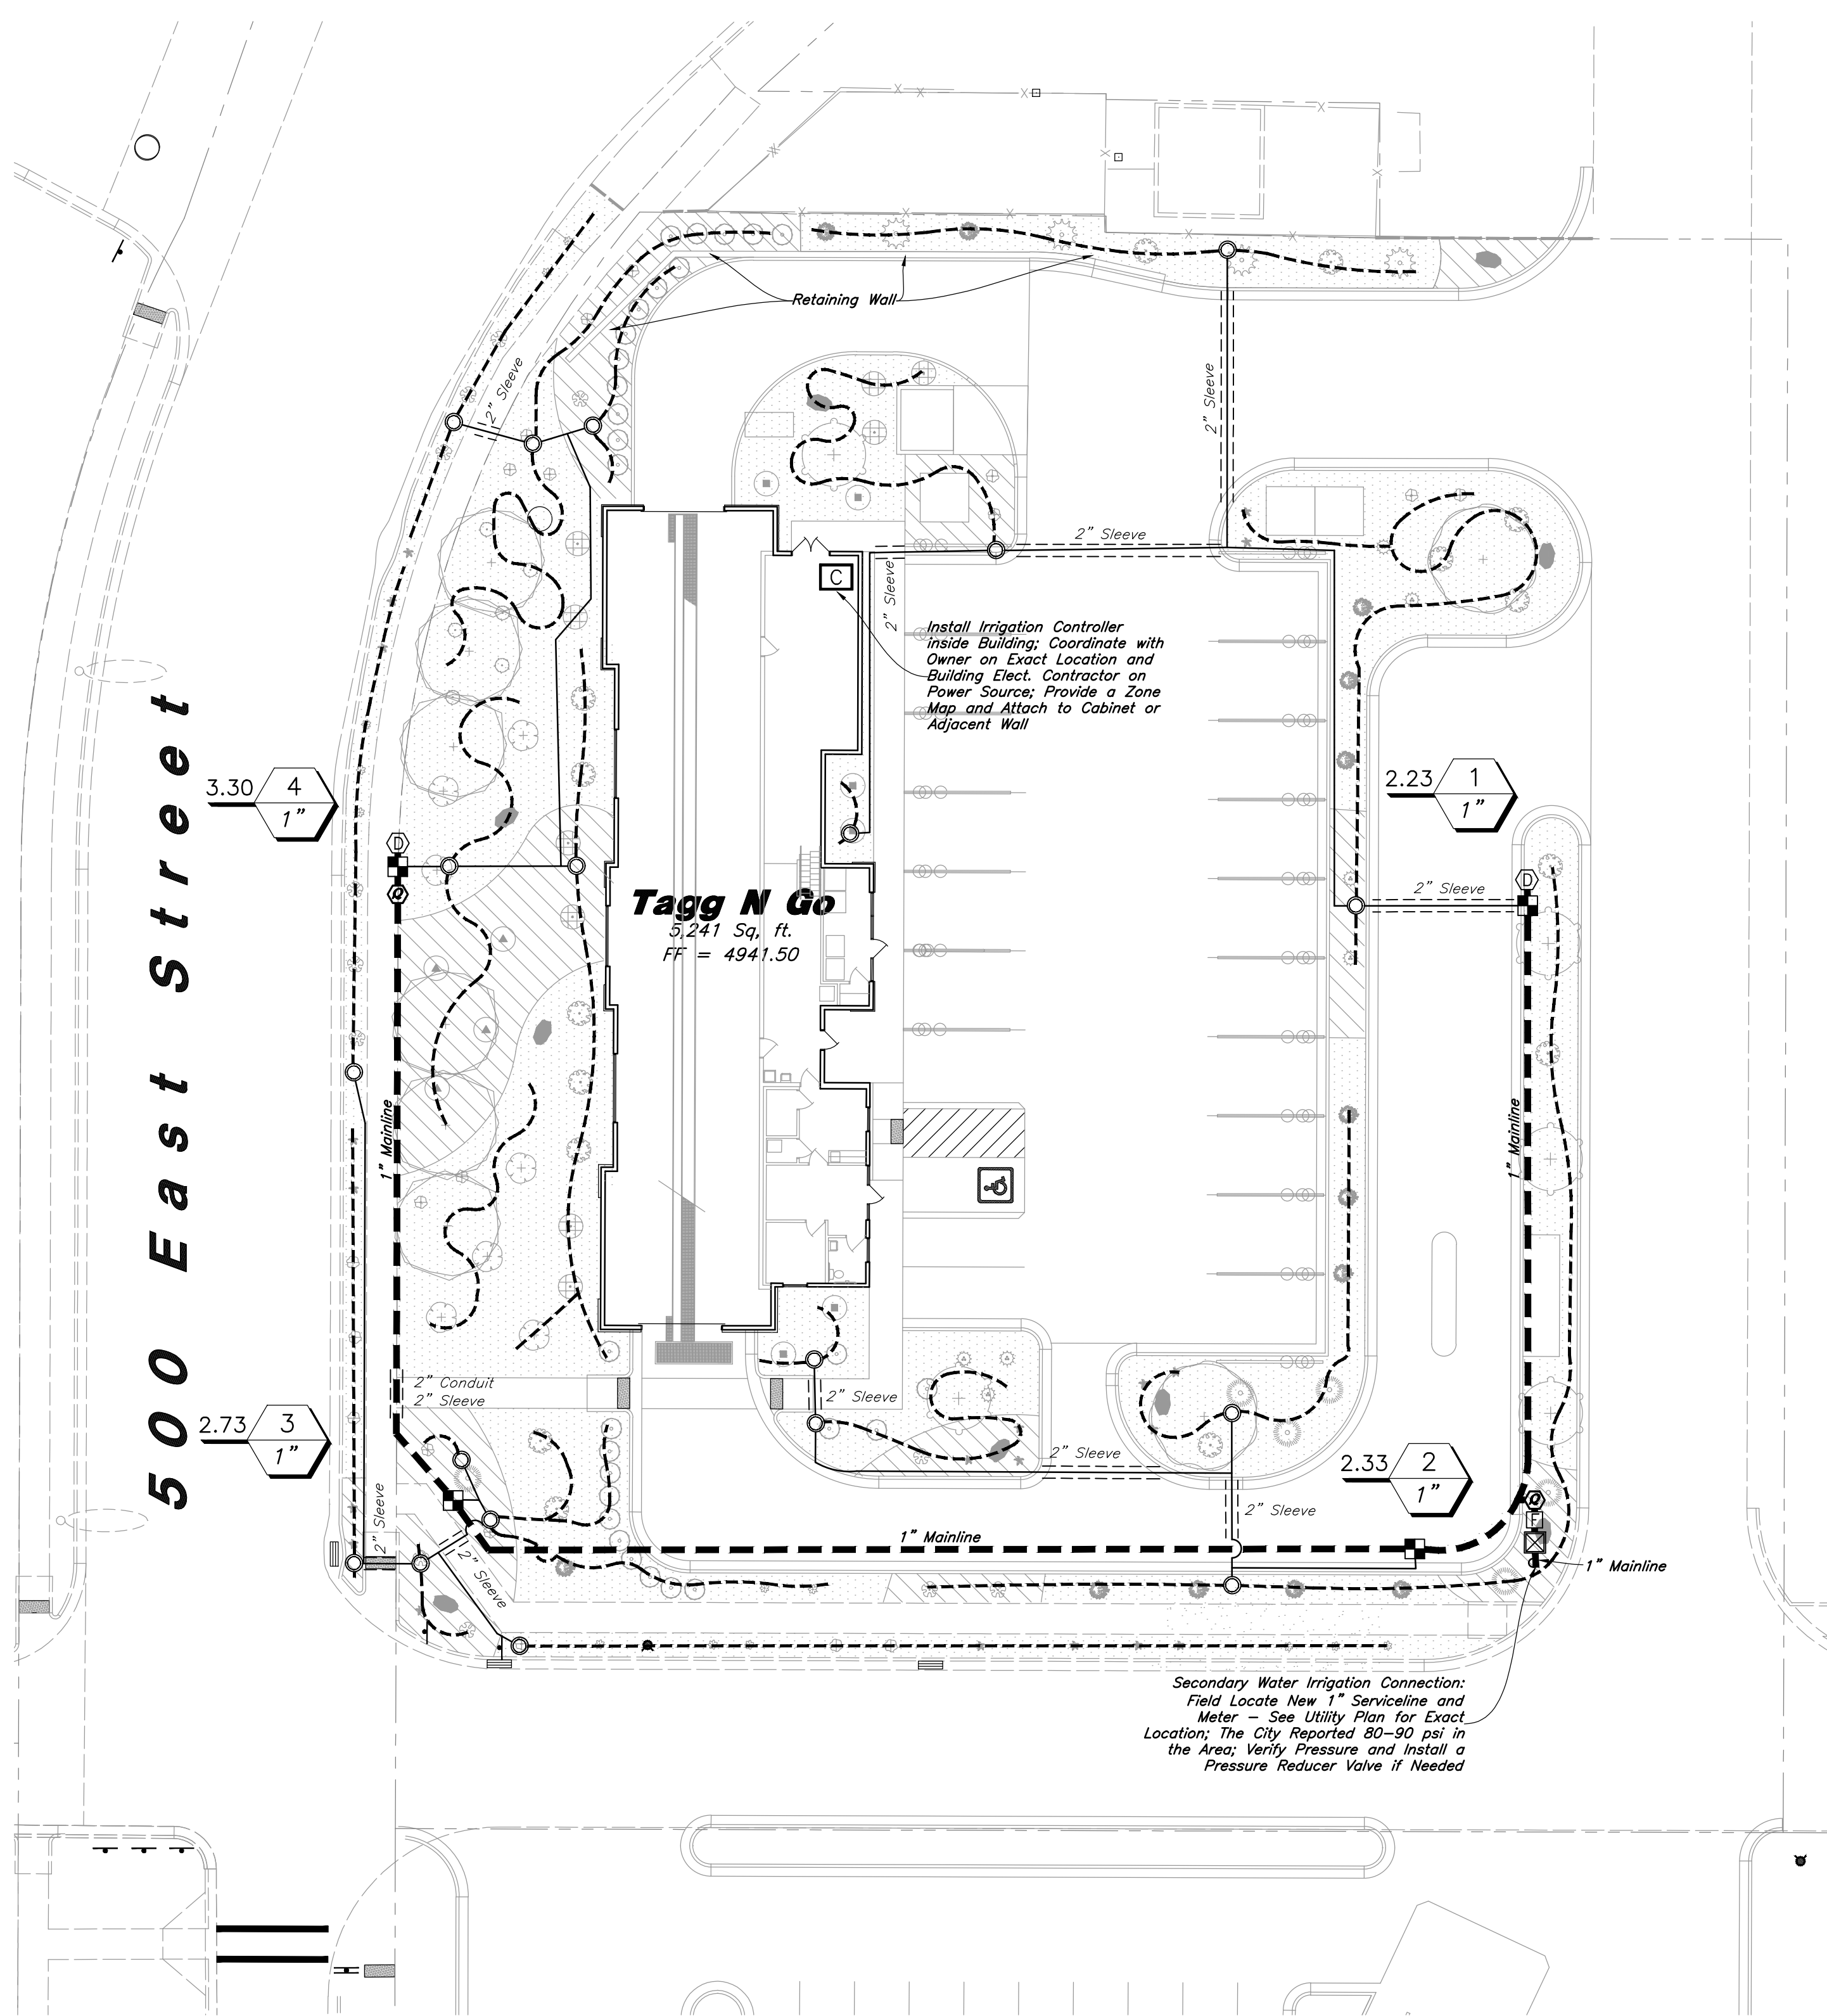 Retaining Wall
2" Sleeve
2" Sleeve
2" Sleeve
2" Sleeve
C
Install Irrigation Controller
inside Building; Coordinate with
Owner on Exact Location and
Building Elect. Contractor on
Power Source; Provide a Zone
Map and Attach to Cabinet or
Adjacent Wall
500 East Street
3.30
4
1"
2.23
1
1"
D
Q
Tagg N Go
5,241 Sq, ft.
FF = 4941.50
2" Sleeve
D
1" Mainline
1" Mainline
2" Conduit
2" Sleeve
2" Sleeve
2.73
3
1"
2" Sleeve
2.33
2
1"
2" Sleeve
2" Sleeve
2" Sleeve
1" Mainline
Q
F
1" Mainline
Secondary Water Irrigation Connection:
Field Locate New 1" Serviceline and
Meter – See Utility Plan for Exact
Location; The City Reported 80–90 psi in
the Area; Verify Pressure and Install a
Pressure Reducer Valve if Needed